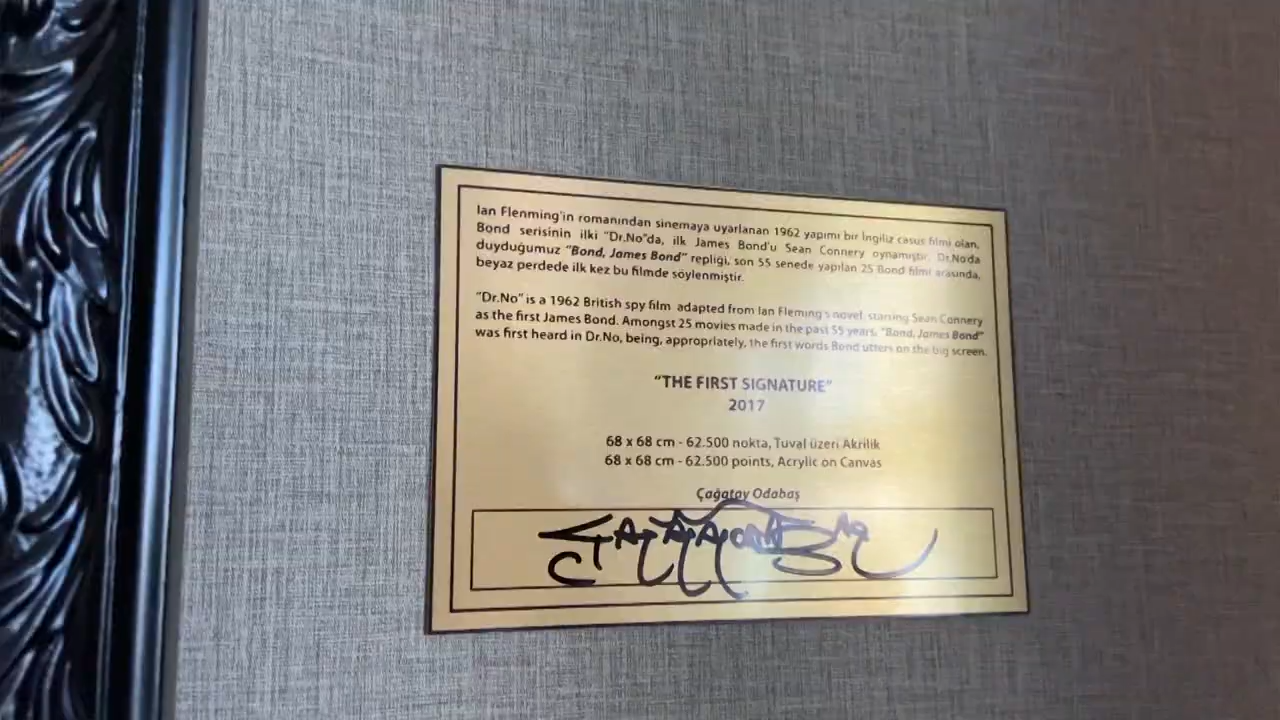 Ian Flenming'in romanından sinemaya uyarlanan 1962 yapımı bir İngiliz casus filmi olan,
Bond serisinin ilki "Dr.No"da, ilk James Bond'u Sean Connery oynamıştır. Dr.No'da
duyduğumuz "Bond, James Bond" repliği, son 55 senede yapılan 25 Bond filmi arasında,
beyaz perdede ilk kez bu filmde söylenmiştir.
"Dr.No" is a 1962 British spy film adapted from Ian Fleming's novel, starring Sean Connery
as the first James Bond. Amongst 25 movies made in the past 55 years, "Bond, James Bond"
was first heard in Dr.No, being, appropriately, the first words Bond utters on the big screen.
"THE FIRST SIGNATURE"
2017
68 x 68 cm - 62.500 nokta, Tuval üzeri Akrilik
68 x 68 cm - 62.500 points, Acrylic on Canvas
Çağatay Odabaş